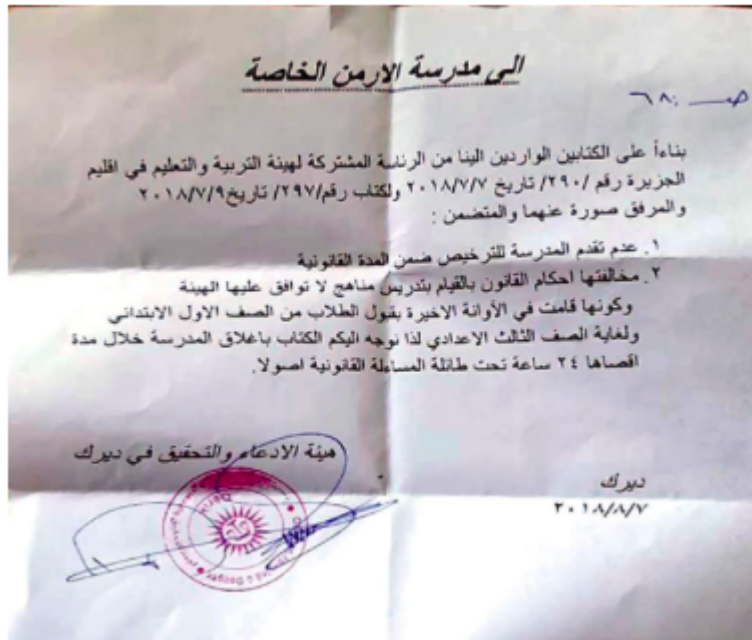 الى مدرسة الارمن الخاصة
صـ : ٦٨
بناءاً على الكتابين الواردين الينا من الرئاسة المشتركة لهيئة التربية والتعليم في اقليم
الجزيرة رقم /٢٩٠/ تاريخ ٢٠١٨/٧/٧ ولكتاب رقم/٢٩٧/ تاريخ٢٠١٨/٧/٩
والمرفق صورة عنهما والمتضمن :
١. عدم تقدم المدرسة للترخيص ضمن المدة القانونية
٢. مخالفتها احكام القانون بالقيام بتدريس مناهج لا توافق عليها الهيئة
وكونها قامت في الأوانة الاخيرة بقبول الطلاب من الصف الاول الابتدائي
ولغاية الصف الثالث الاعدادي لذا نوجه اليكم الكتاب باغلاق المدرسة خلال مدة
اقصاها ٢٤ ساعة تحت طائلة المساءلة القانونية اصولا.
هيئة الادعاء والتحقيق في ديرك
ديرك
٢٠١٨/٨/٧